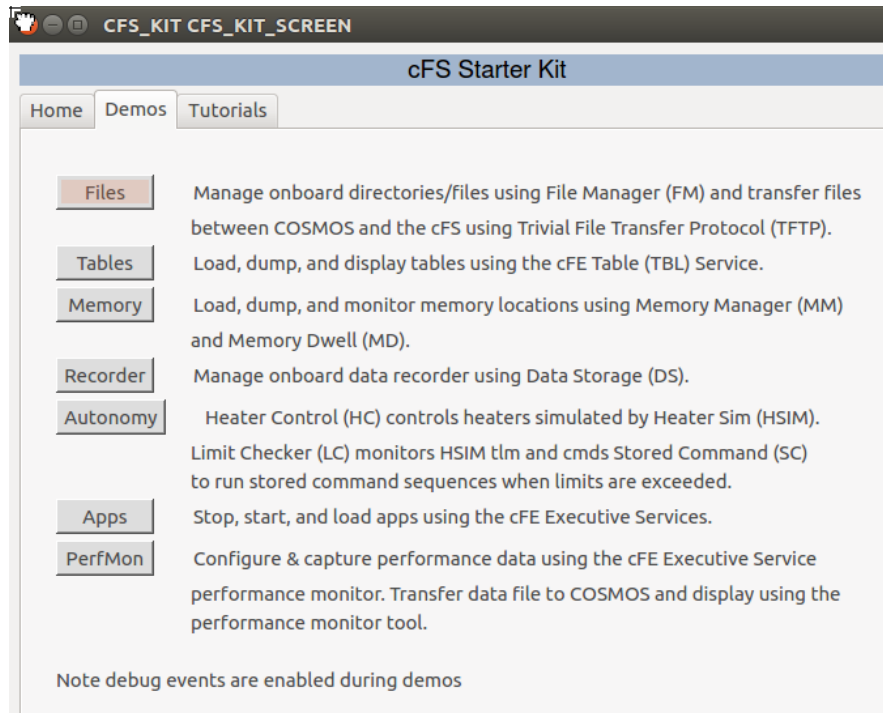 CFS_KIT CFS_KIT_SCREEN
cFS Starter Kit
Home Demos Tutorials
Files Manage onboard directories/files using File Manager (FM) and transfer files
between COSMOS and the cFS using Trivial File Transfer Protocol (TFTP).
Tables Load, dump, and display tables using the cFE Table (TBL) Service.
Memory Load, dump, and monitor memory locations using Memory Manager (MM)
and Memory Dwell (MD).
Recorder Manage onboard data recorder using Data Storage (DS).
Autonomy Heater Control (HC) controls heaters simulated by Heater Sim (HSIM).
Limit Checker (LC) monitors HSIM tlm and cmds Stored Command (SC)
to run stored command sequences when limits are exceeded.
Apps Stop, start, and load apps using the cFE Executive Services.
PerfMon Configure & capture performance data using the cFE Executive Service
performance monitor. Transfer data file to COSMOS and display using the
performance monitor tool.
Note debug events are enabled during demos